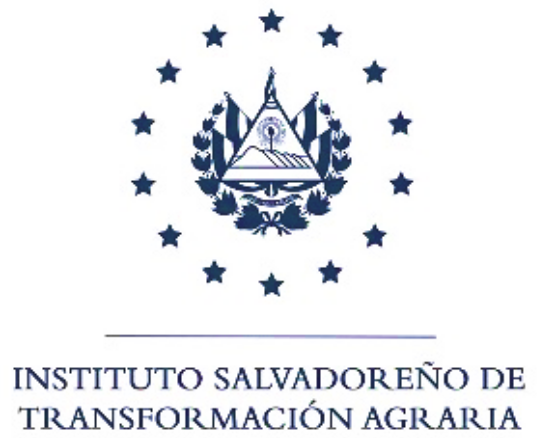 INSTITUTO SALVADOREÑO DE
TRANSFORMACIÓN AGRARIA